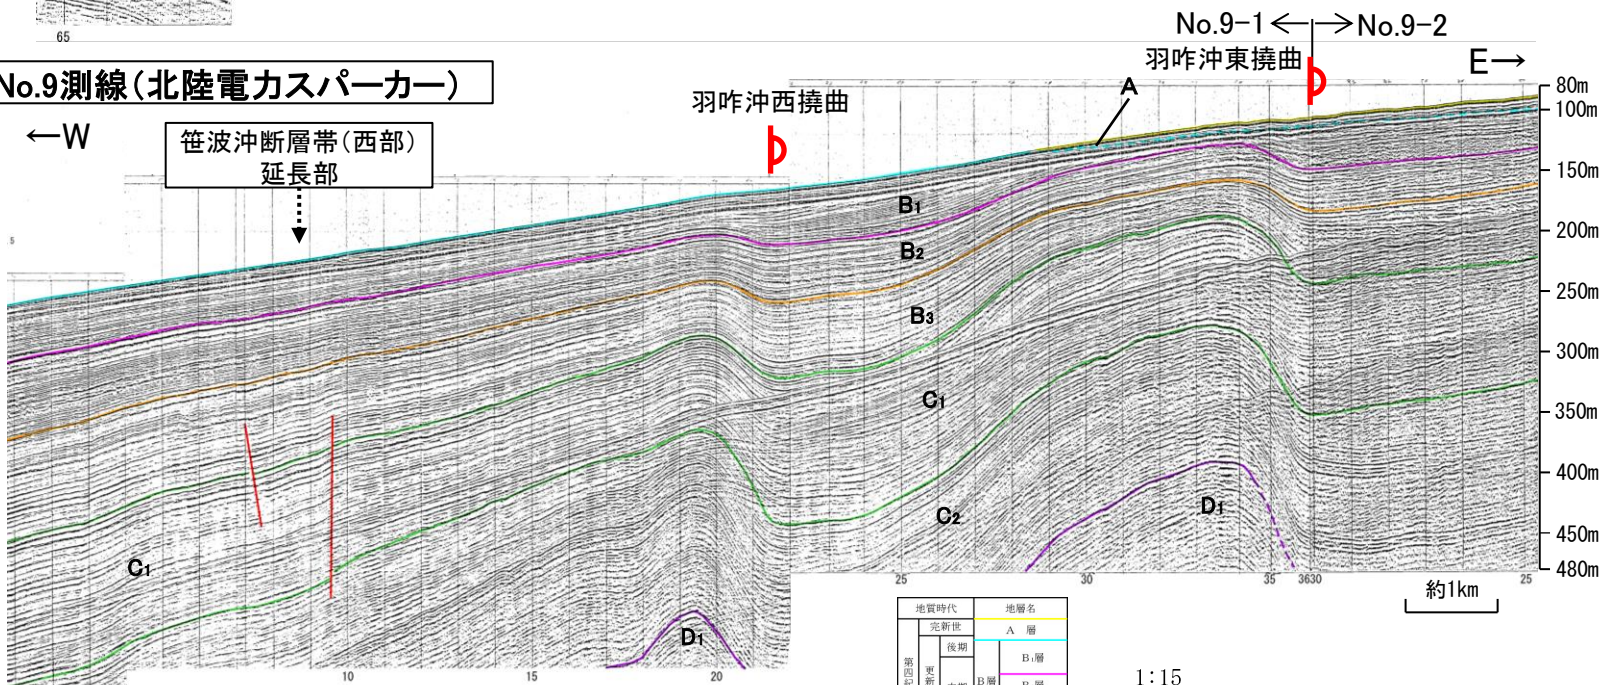 65
No.9-1 ←→ No.9-2
羽咋沖東撓曲
E→
No.9測線(北陸電力スパーカー)
羽咋沖西撓曲
A
80m
100m
←W
笹波沖断層帯(西部)
延長部
150m
B1
200m
B2
250m
B3
300m
350m
C1
400m
D1
C2
450m
C1
480m
25
30
35
3630
25
約1km
D1
地質時代 地層名
完新世 A 層
後期
第四紀
更新
B層
B1層
10
15
20
1:15